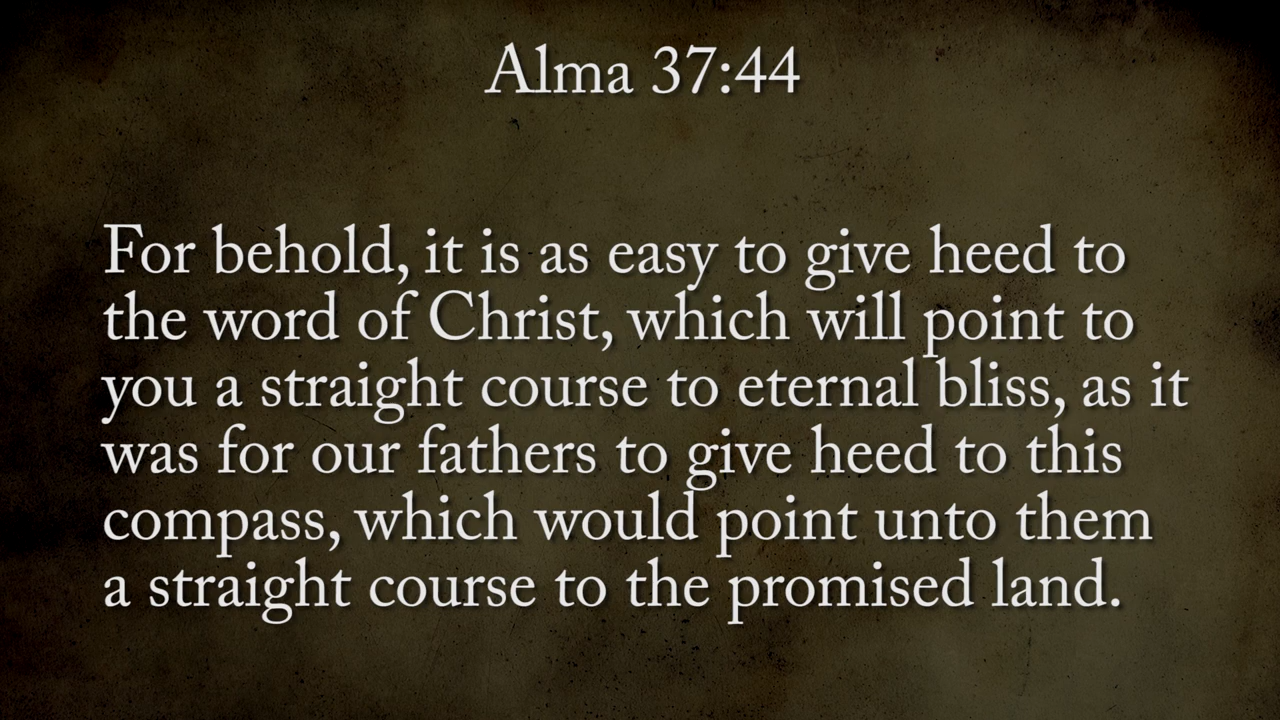 Alma 37:44
For behold, it is as easy to give heed to
the word of Christ, which will point to
you a straight course to eternal bliss, as it
was for our fathers to give heed to this
compass, which would point unto them
a straight course to the promised land.